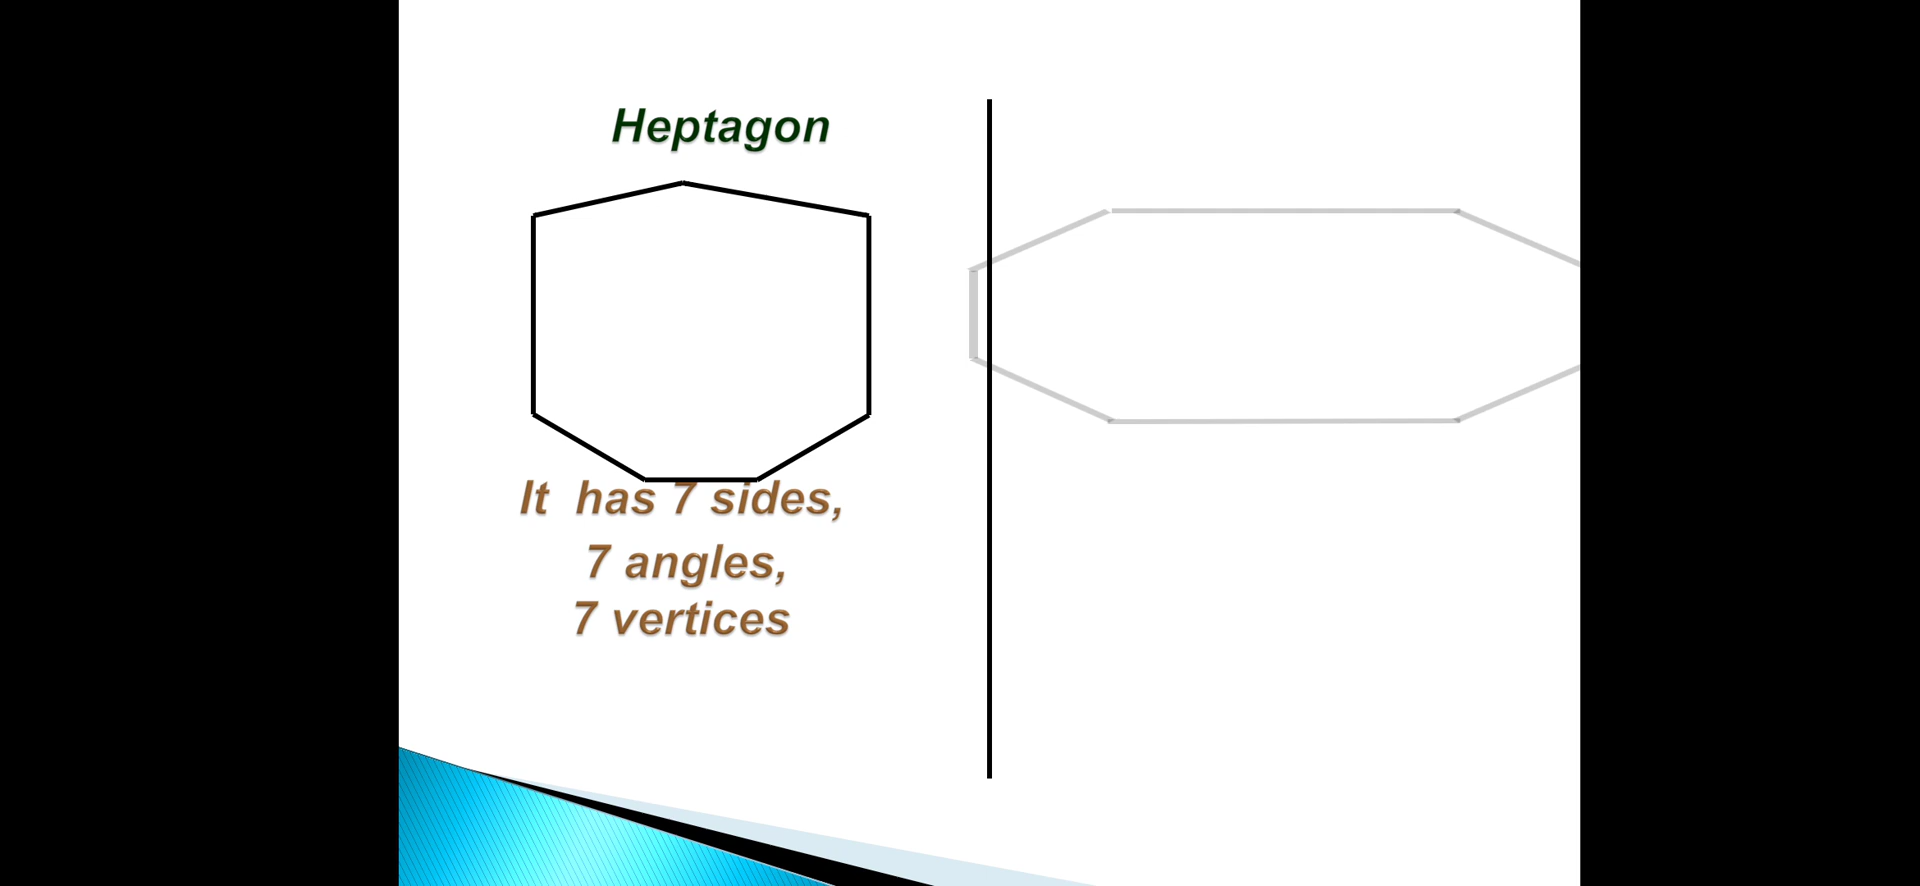 Heptagon
It has 7 sides,
7 angles,
7 vertices